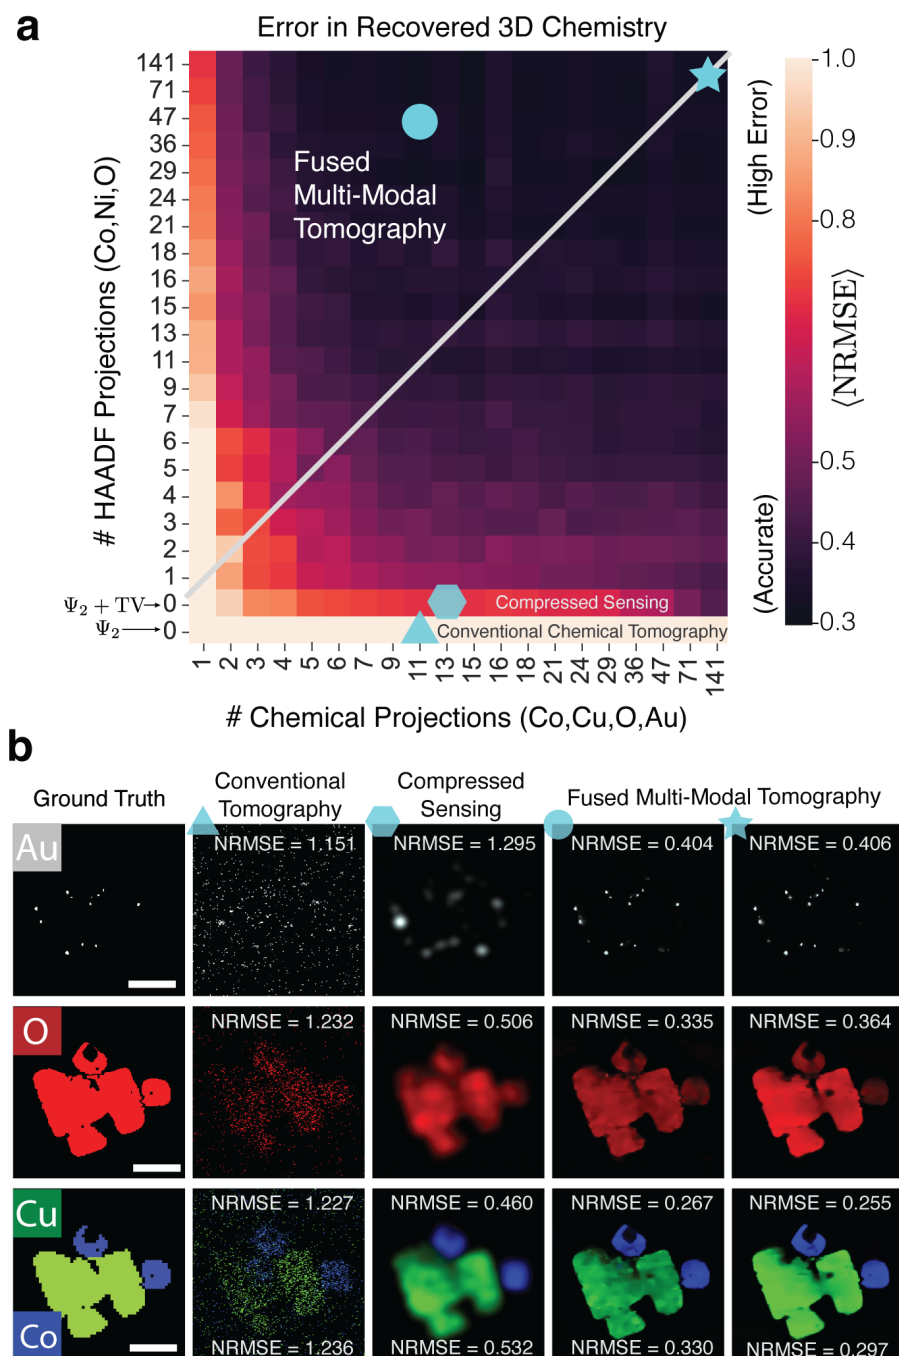 a
Error in Recovered 3D Chemistry
# HAADF Projections (Co,Ni,O)
141
71
47
36
29
24
21
18
16
15
13
11
9
7
6
5
4
3
2
1
Ψ₂ + TV→ 0
Ψ₂ → 0
Fused
Multi-Modal
Tomography
Compressed Sensing
Conventional Chemical Tomography
1 2 3 4 5 6 7 9 11 13 15 16 18 21 24 29 36 47 71 141
# Chemical Projections (Co,Cu,O,Au)
(High Error)
(Accurate)
1.0
0.9
0.8
0.5
0.4
0.3
⟨NRMSE⟩
b
Ground Truth
Conventional
Tomography
Compressed
Sensing
Fused Multi-Modal Tomography
Au
NRMSE = 1.151
NRMSE = 1.295
NRMSE = 0.404
NRMSE = 0.406
O
NRMSE = 1.232
NRMSE = 0.506
NRMSE = 0.335
NRMSE = 0.364
Cu
NRMSE = 1.227
NRMSE = 0.460
NRMSE = 0.267
NRMSE = 0.255
Co
NRMSE = 1.236
NRMSE = 0.532
NRMSE = 0.330
NRMSE = 0.297